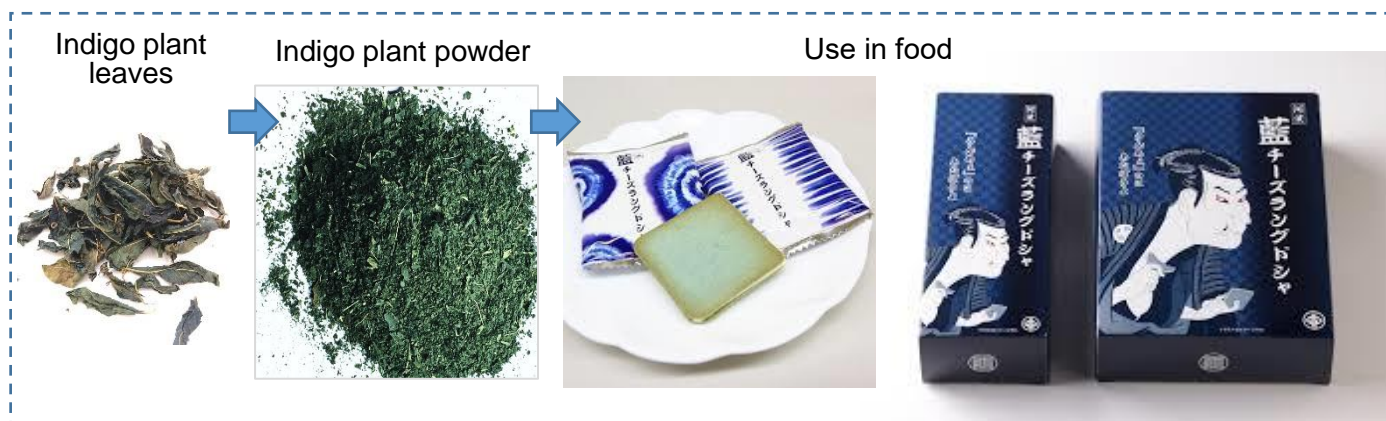 Indigo plant
leaves
Indigo plant powder
Use in food
藍チーズラングドシャ
藍チーズラングドシャ
藍
チーズラングドシャ
藍
チーズラングドシャ